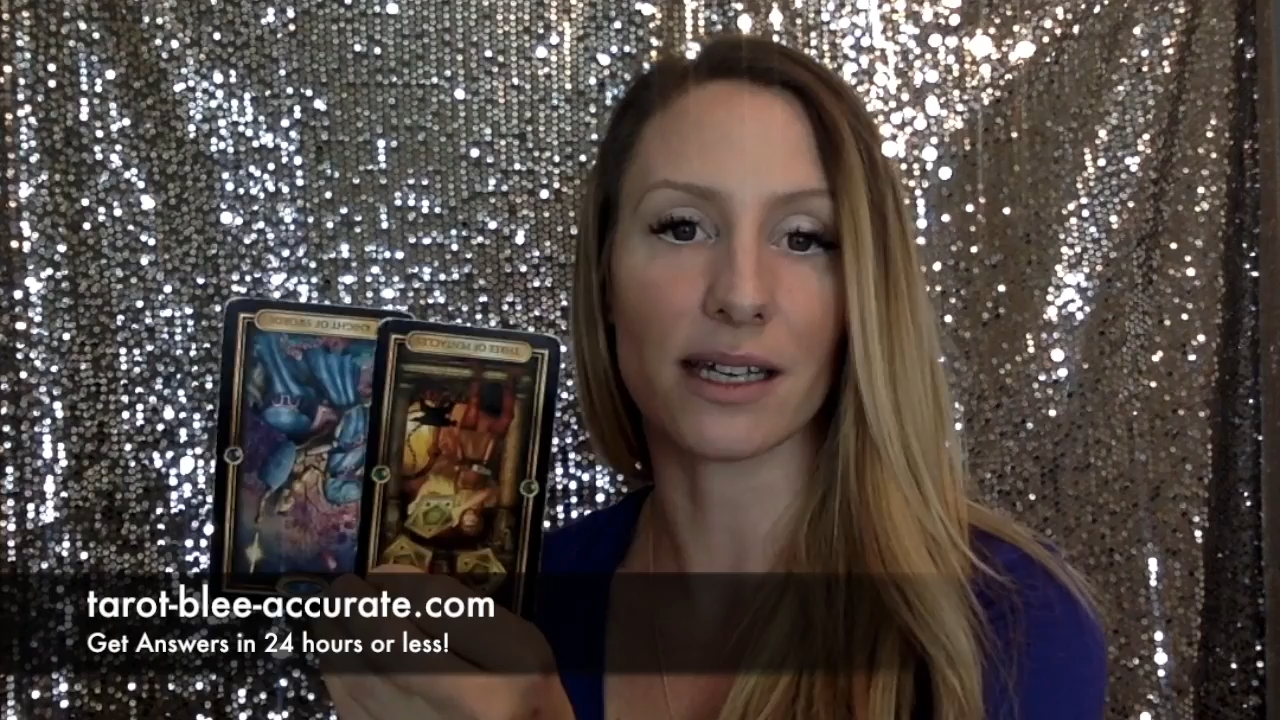 KNIGHT OF SWORDS
THREE OF PENTACLES
tarot-blee-accurate.com
Get Answers in 24 hours or less!